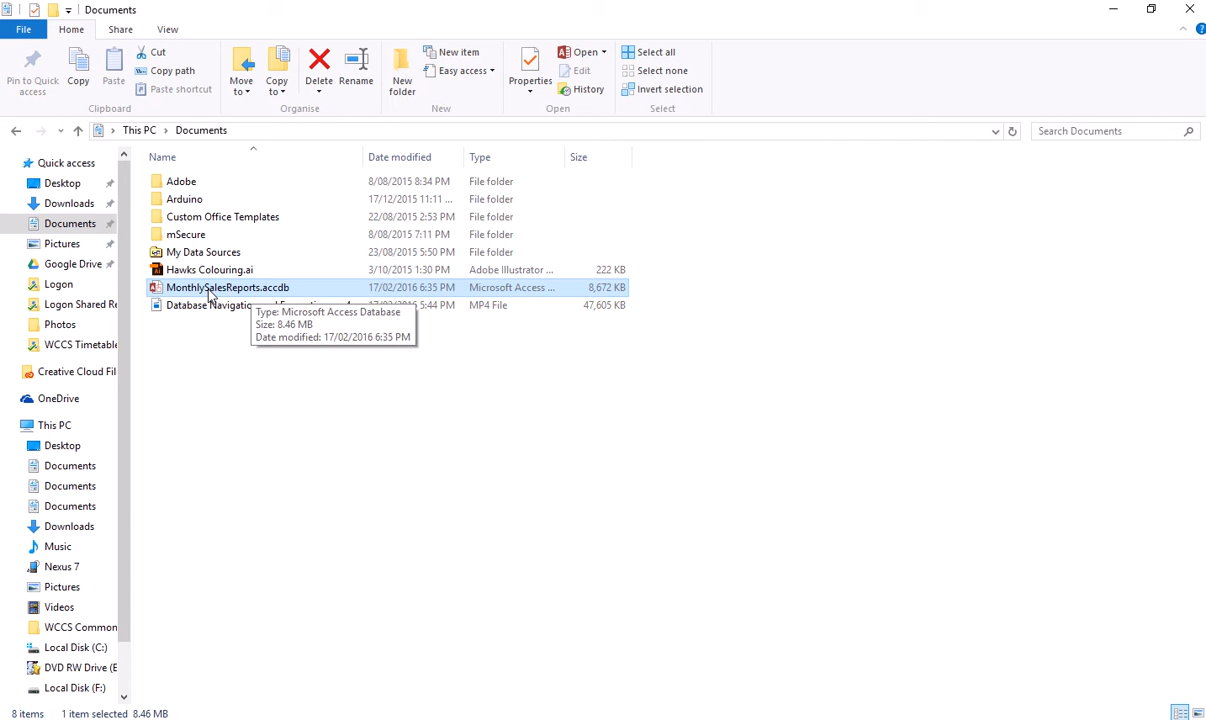 Documents
File Home Share View
Pin to Quick access
Copy
Paste
Cut
Copy path
Paste shortcut
Clipboard
Move to
Copy to
Delete
Rename
Organise
New folder
New item
Easy access
New
Properties
Open
Edit
History
Open
Select all
Select none
Invert selection
Select
This PC > Documents
Search Documents
Name Date modified Type Size
Adobe 8/08/2015 8:34 PM File folder
Arduino 17/12/2015 11:11 ... File folder
Custom Office Templates 22/08/2015 2:53 PM File folder
mSecure 8/08/2015 7:11 PM File folder
My Data Sources 23/08/2015 5:50 PM File folder
Hawks Colouring.ai 3/10/2015 1:30 PM Adobe Illustrator ... 222 KB
MonthlySalesReports.accdb 17/02/2016 6:35 PM Microsoft Access ... 8,672 KB
Database 5:44 PM MP4 File 47,605 KB
Type: Microsoft Access Database
Size: 8.46 MB
Date modified: 17/02/2016 6:35 PM
Quick access
Desktop
Downloads
Documents
Pictures
Google Drive
Logon
Logon Shared Re
Photos
WCCS Timetable
Creative Cloud Fil
OneDrive
This PC
Desktop
Documents
Documents
Documents
Downloads
Music
Nexus 7
Pictures
Videos
WCCS Common
Local Disk (C:)
DVD RW Drive (E
Local Disk (F:)
8 items 1 item selected 8.46 MB